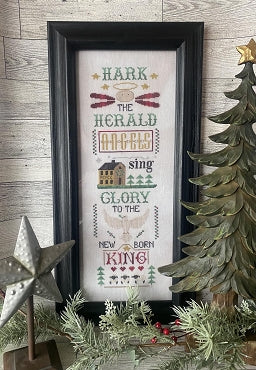 HARK
THE
HERALD
ANGELS
sing
GLORY
TO THE
NEW BORN
KING